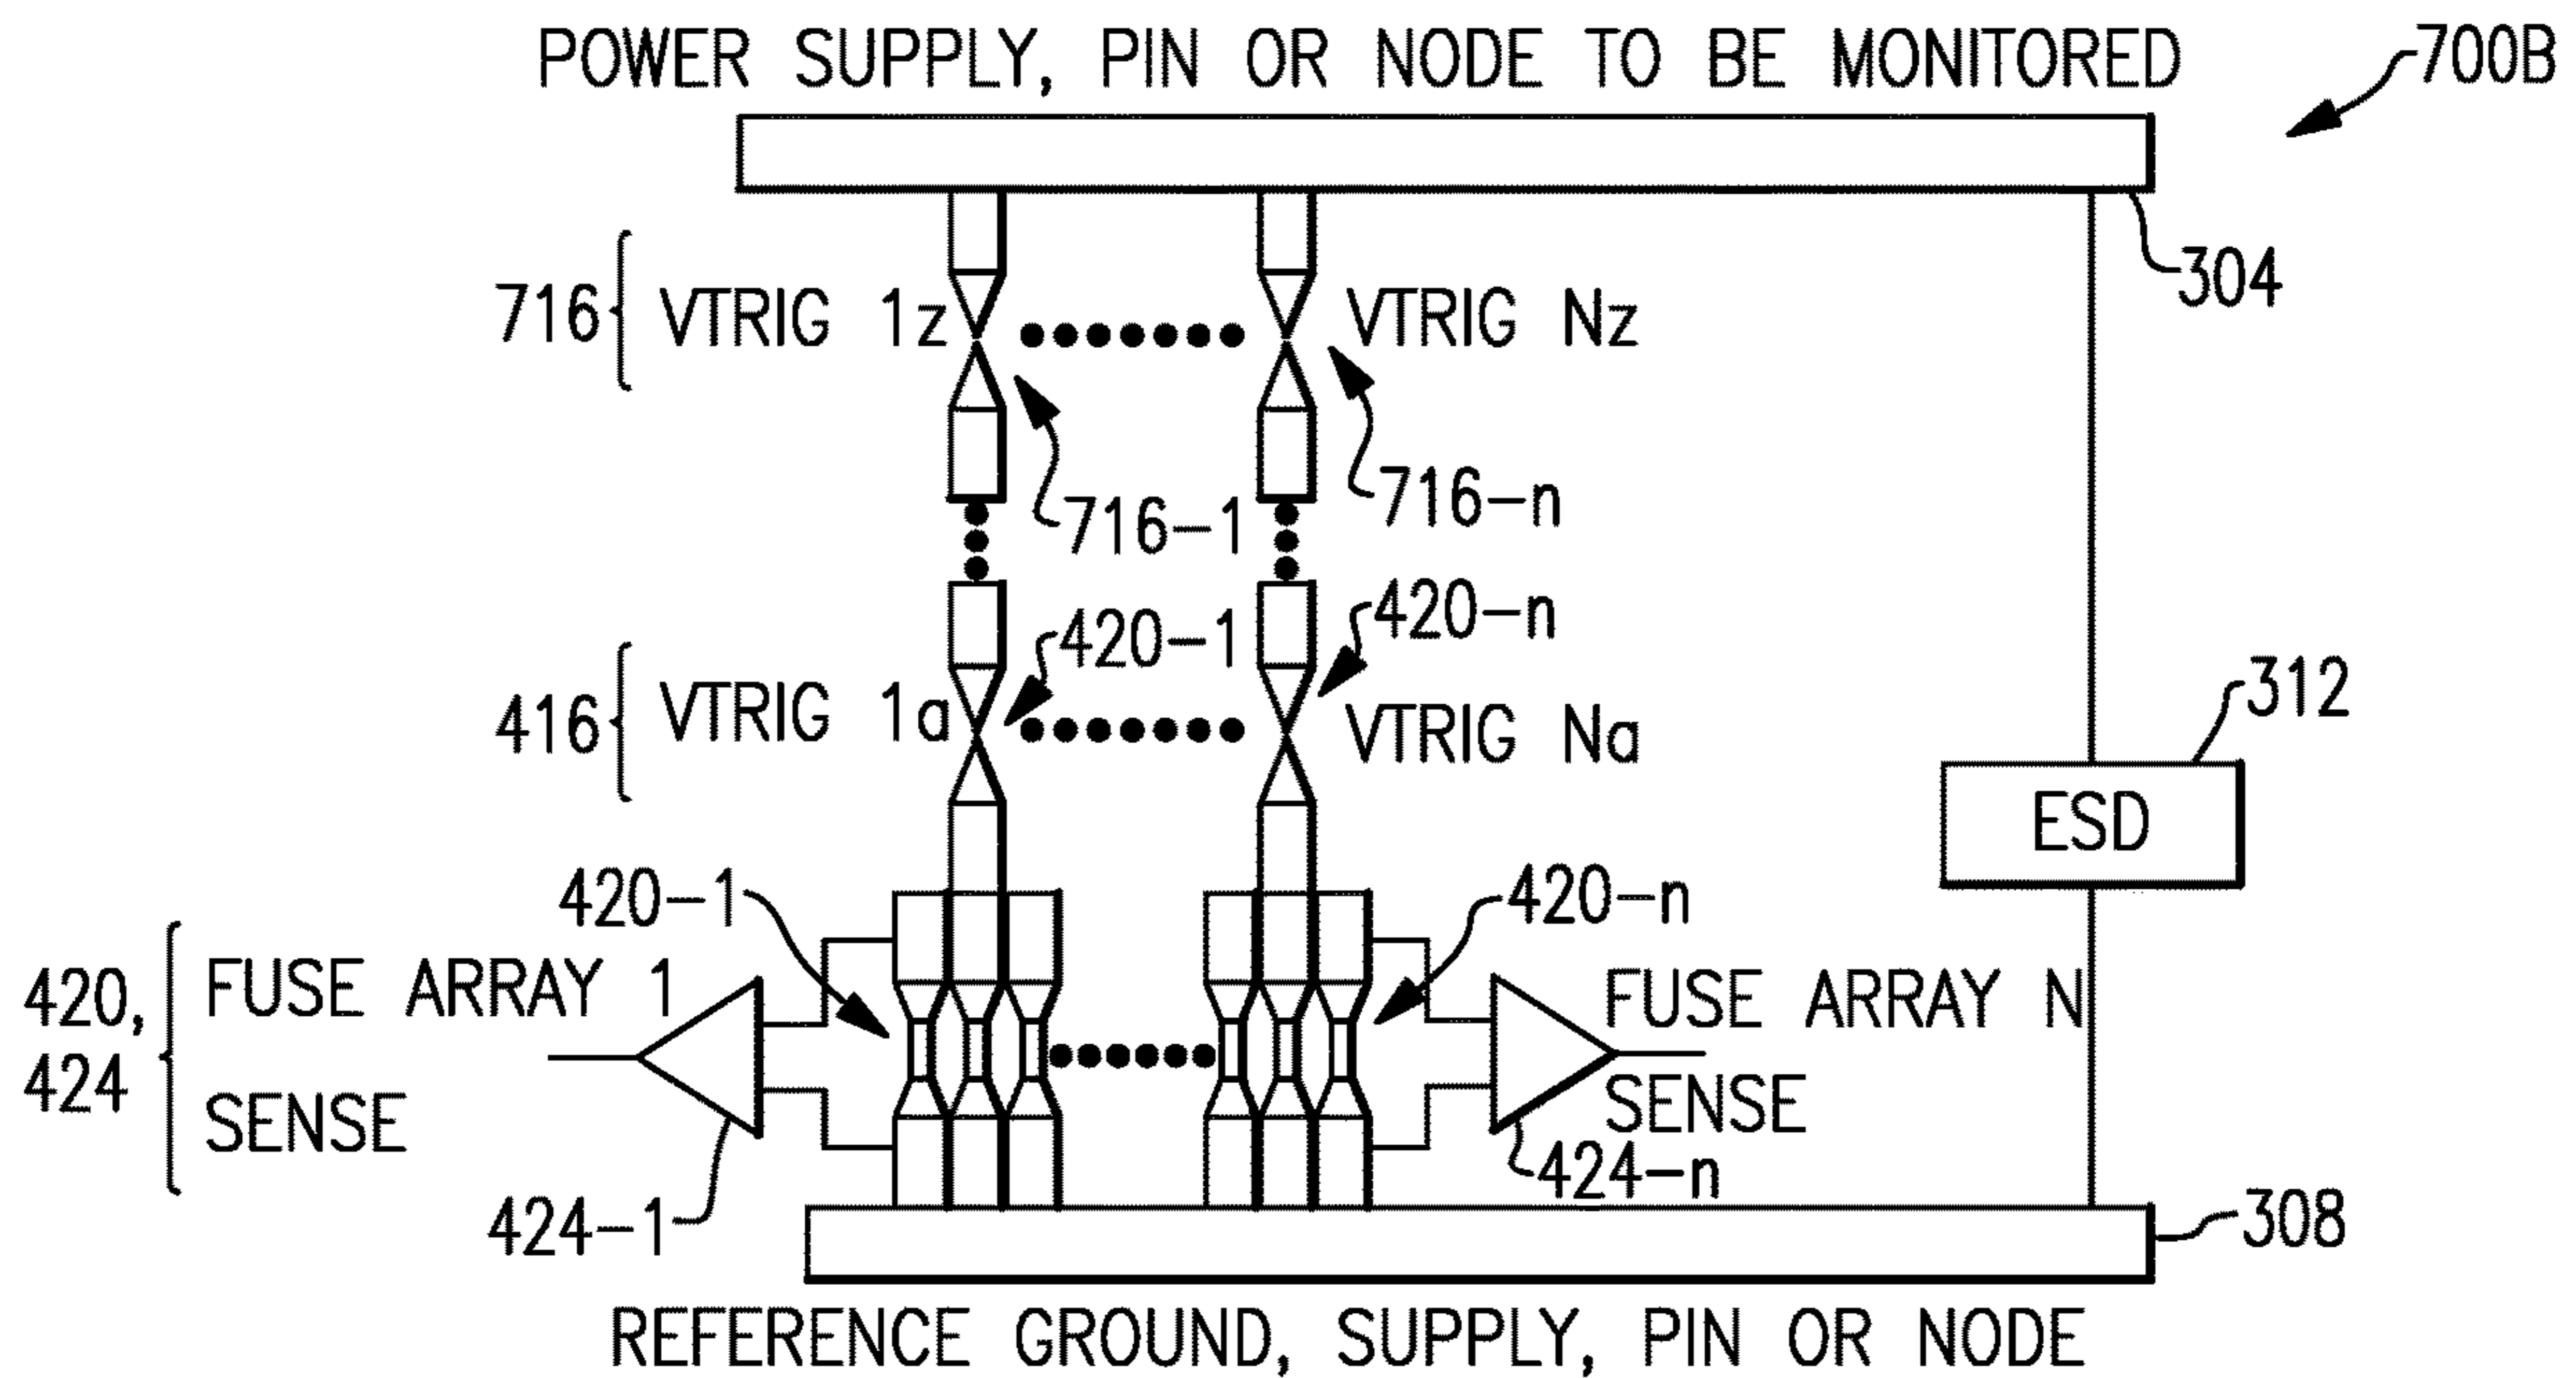 POWER SUPPLY, PIN OR NODE TO BE MONITORED
700B
304
716 VTRIG 1z VTRIG Nz
716-1 716-n
420-1 420-n
416 VTRIG 1a VTRIG Na
312
ESD
420-1 420-n
420, 424 FUSE ARRAY 1 SENSE
FUSE ARRAY N SENSE
424-1 424-n
308
REFERENCE GROUND, SUPPLY, PIN OR NODE